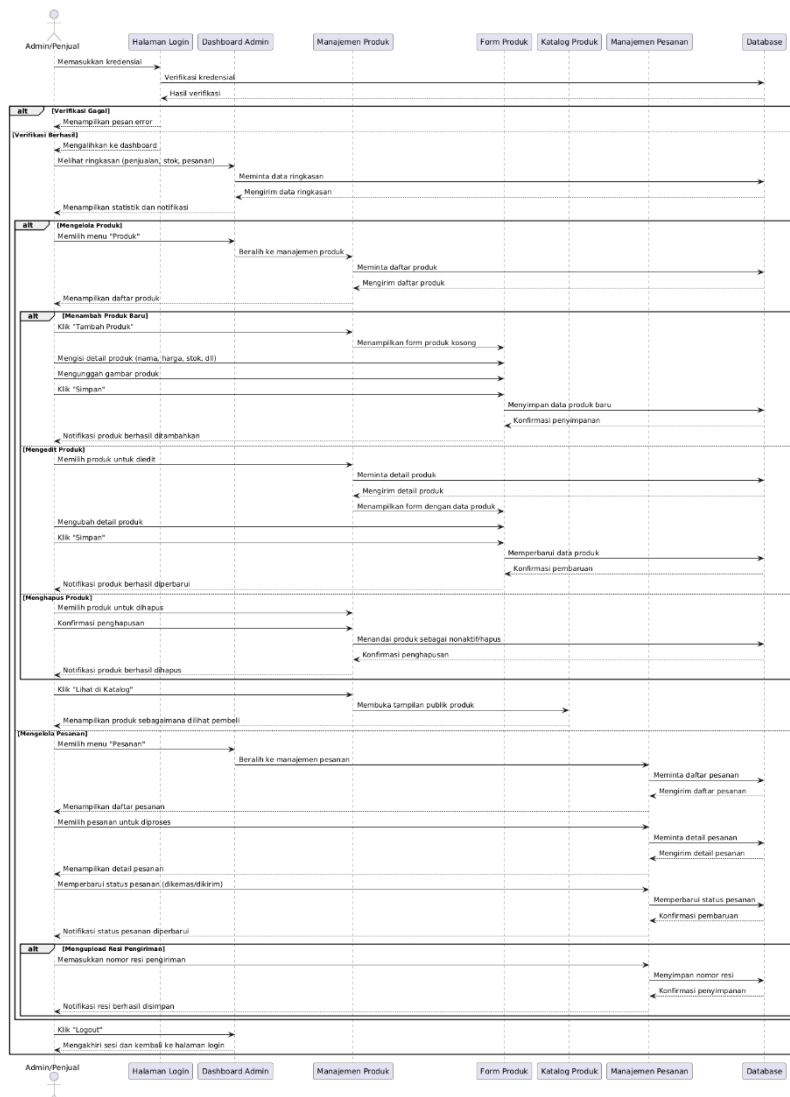 Admin/Penjual
Halaman Login
Dashboard Admin
Manajemen Produk
Form Produk
Katalog Produk
Manajemen Pesanan
Database
Memasukkan kredensial
Verifikasi kredensial
Hasil verifikasi
alt [Verifikasi Gagal]
Menampilkan pesan error
[Verifikasi Berhasil]
Mengalihkan ke dashboard
Melihat ringkasan (penjualan, stok, pesanan)
Meminta data ringkasan
Mengirim data ringkasan
Menampilkan statistik dan notifikasi
alt [Mengelola Produk]
Memilih menu "Produk"
Beralih ke manajemen produk
Meminta daftar produk
Mengirim daftar produk
Menampilkan daftar produk
alt [Menambah Produk Baru]
Klik "Tambah Produk"
Menampilkan form produk kosong
Mengisi detail produk (nama, harga, stok, dll)
Mengunggah gambar produk
Klik "Simpan"
Menyimpan data produk baru
Konfirmasi penyimpanan
Notifikasi produk berhasil ditambahkan
[Mengedit Produk]
Memilih produk untuk diedit
Meminta detail produk
Mengirim detail produk
Menampilkan form dengan data produk
Mengubah detail produk
Klik "Simpan"
Memperbarui data produk
Konfirmasi pembaruan
Notifikasi produk berhasil diperbarui
[Menghapus Produk]
Memilih produk untuk dihapus
Konfirmasi penghapusan
Menandai produk sebagai nonaktif/hapus
Konfirmasi penghapusan
Notifikasi produk berhasil dihapus
Klik "Lihat di Katalog"
Membuka tampilan publik produk
Menampilkan produk sebagaimana dilihat pembeli
[Mengelola Pesanan]
Memilih menu "Pesanan"
Beralih ke manajemen pesanan
Meminta daftar pesanan
Mengirim daftar pesanan
Menampilkan daftar pesanan
Memilih pesanan untuk diproses
Meminta detail pesanan
Mengirim detail pesanan
Menampilkan detail pesanan
Memperbarui status pesanan (dikemas/dikirim)
Memperbarui status pesanan
Konfirmasi pembaruan
Notifikasi status pesanan diperbarui
alt [Mengupload Resi Pengiriman]
Memasukkan nomor resi pengiriman
Menyimpan nomor resi
Konfirmasi penyimpanan
Notifikasi resi berhasil disimpan
Klik "Logout"
Mengakhiri sesi dan kembali ke halaman login
Admin/Penjual
Halaman Login
Dashboard Admin
Manajemen Produk
Form Produk
Katalog Produk
Manajemen Pesanan
Database